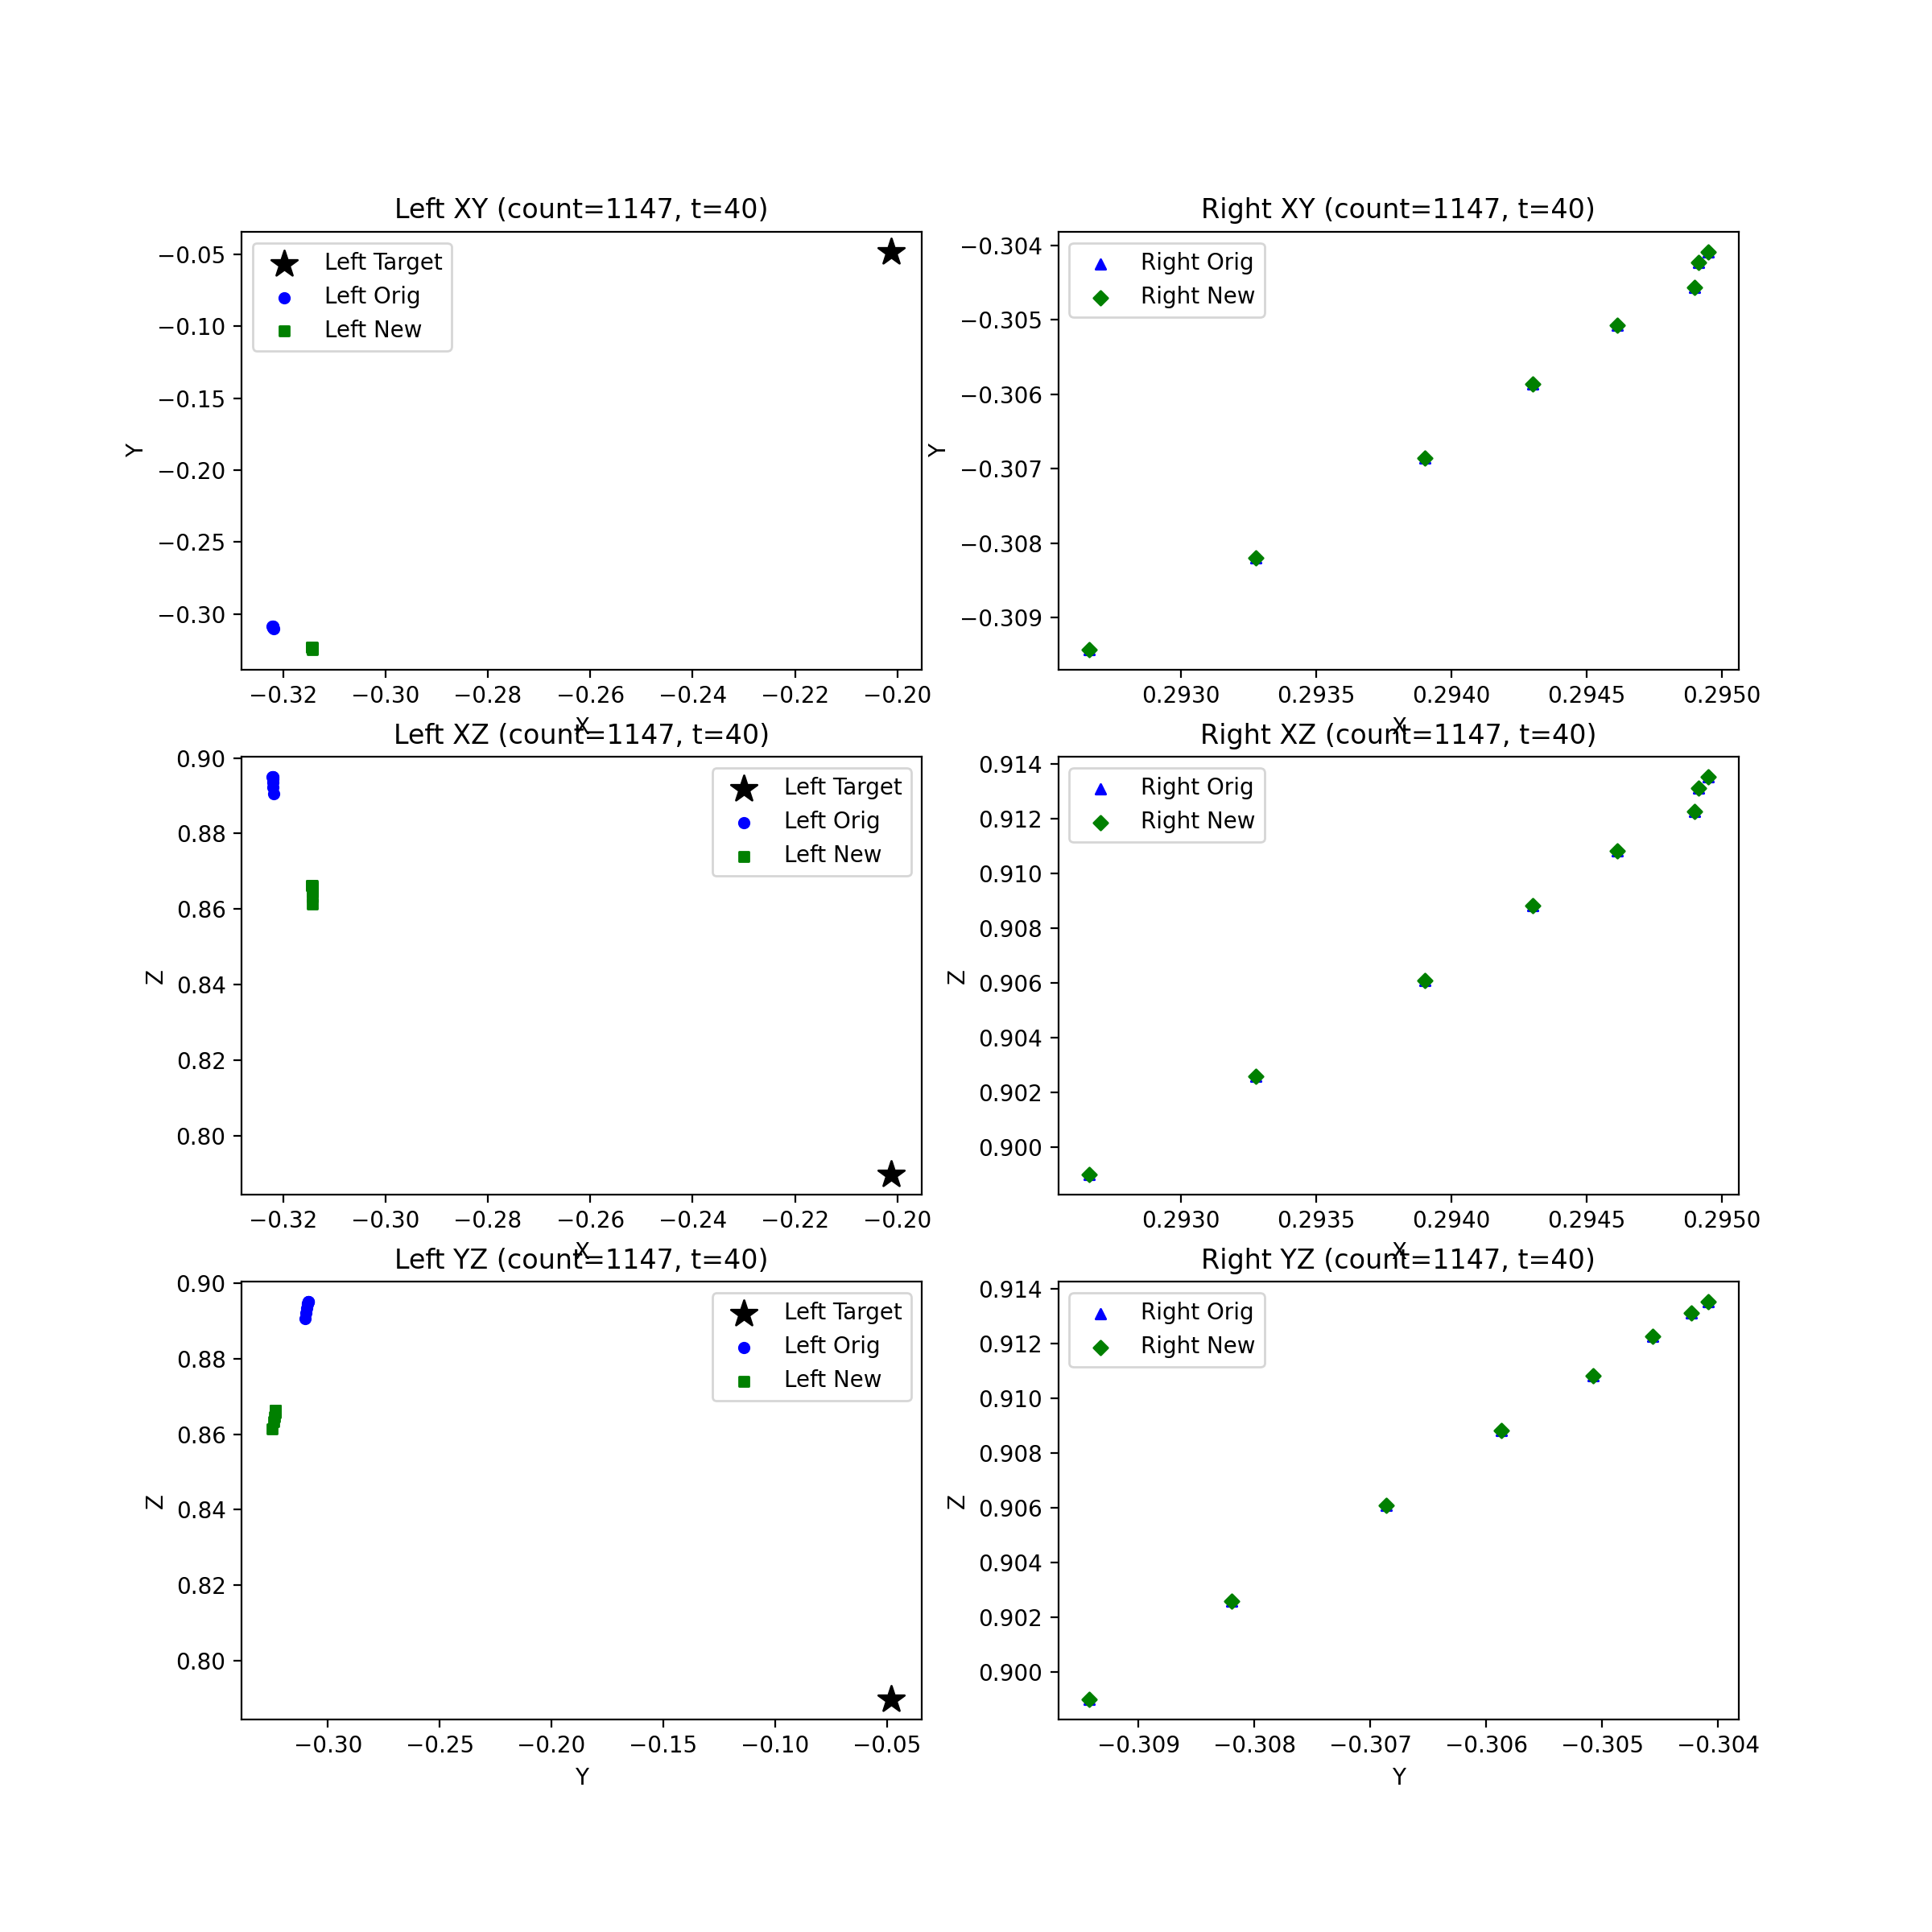 Left XY (count=1147, t=40)
Left Target
Left Orig
Left New
−0.05
−0.10
−0.15
−0.20
−0.25
−0.30
Y
−0.32 −0.30 −0.28 −0.26 −0.24 −0.22 −0.20
X
Right XY (count=1147, t=40)
Right Orig
Right New
−0.304
−0.305
−0.306
−0.307
−0.308
−0.309
Y
0.2930 0.2935 0.2940 0.2945 0.2950
X
Left XZ (count=1147, t=40)
Left Target
Left Orig
Left New
0.90
0.88
0.86
0.84
0.82
0.80
Z
−0.32 −0.30 −0.28 −0.26 −0.24 −0.22 −0.20
X
Right XZ (count=1147, t=40)
Right Orig
Right New
0.914
0.912
0.910
0.908
0.906
0.904
0.902
0.900
Z
0.2930 0.2935 0.2940 0.2945 0.2950
X
Left YZ (count=1147, t=40)
Left Target
Left Orig
Left New
0.90
0.88
0.86
0.84
0.82
0.80
Z
−0.30 −0.25 −0.20 −0.15 −0.10 −0.05
Y
Right YZ (count=1147, t=40)
Right Orig
Right New
0.914
0.912
0.910
0.908
0.906
0.904
0.902
0.900
Z
−0.309 −0.308 −0.307 −0.306 −0.305 −0.304
Y